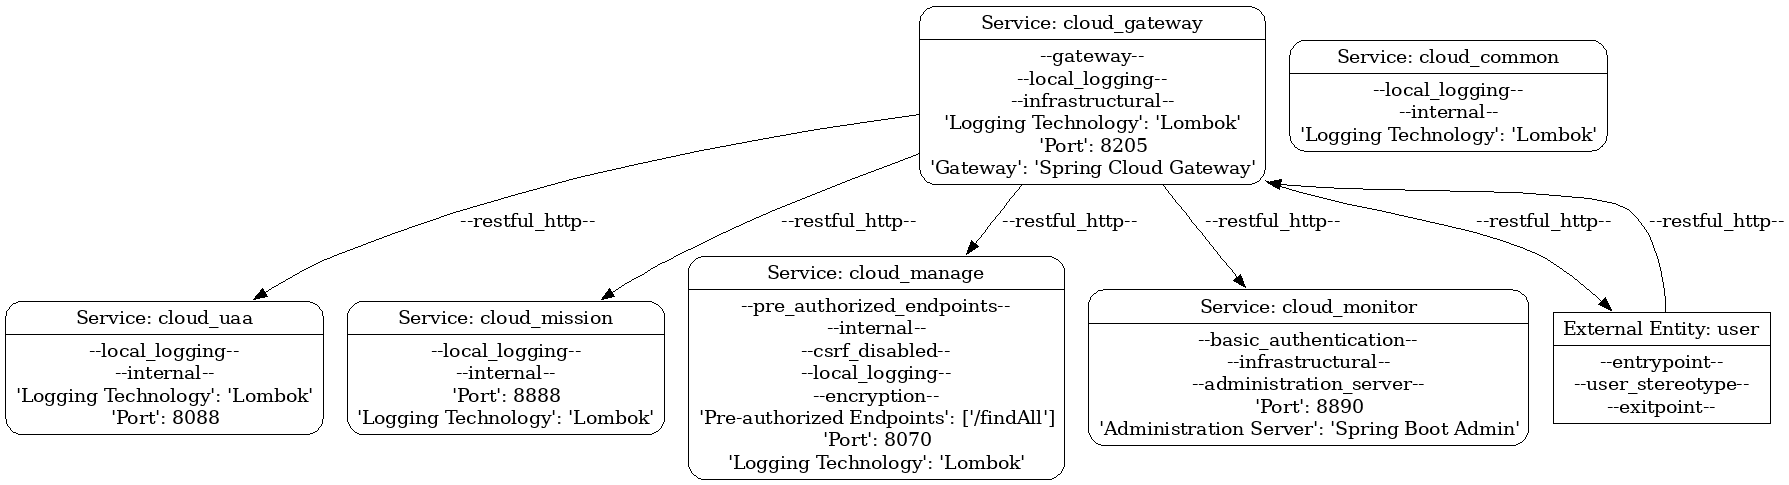 Service: cloud_gateway
--gateway--
--local_logging--
--infrastructural--
'Logging Technology': 'Lombok'
'Port': 8205
'Gateway': 'Spring Cloud Gateway'
Service: cloud_common
--local_logging--
--internal--
'Logging Technology': 'Lombok'
--restful_http--
--restful_http--
--restful_http--
--restful_http--
--restful_http--
--restful_http--
Service: cloud_uaa
--local_logging--
--internal--
'Logging Technology': 'Lombok'
'Port': 8088
Service: cloud_mission
--local_logging--
--internal--
'Port': 8888
'Logging Technology': 'Lombok'
Service: cloud_manage
--pre_authorized_endpoints--
--internal--
--csrf_disabled--
--local_logging--
--encryption--
'Pre-authorized Endpoints': ['/findAll']
'Port': 8070
'Logging Technology': 'Lombok'
Service: cloud_monitor
--basic_authentication--
--infrastructural--
--administration_server--
'Port': 8890
'Administration Server': 'Spring Boot Admin'
External Entity: user
--entrypoint--
--user_stereotype--
--exitpoint--